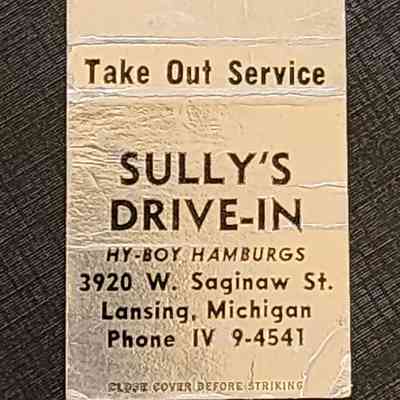 Take Out Service
SULLY'S
DRIVE-IN
HY-BOY HAMBURGS
3920 W. Saginaw St.
Lansing, Michigan
Phone IV 9-4541
CLOSE COVER BEFORE STRIKING